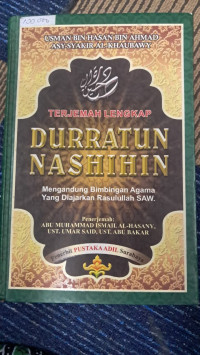 USMAN BIN HASAN BIN AHMAD
ASY-SYAKIR AL-KHAUBAWY
TERJEMAH LENGKAP
DURRATUN
NASHIHIN
Mengandung Bimbingan Agama
Yang Diajarkan Rasulullah SAW.
Penerjemah:
ABU MUHAMMAD ISMAIL AL-HASANY,
UST. UMAR SAID, UST. ABU BAKAR
Penerbit PUSTAKA ADIL Surabaya